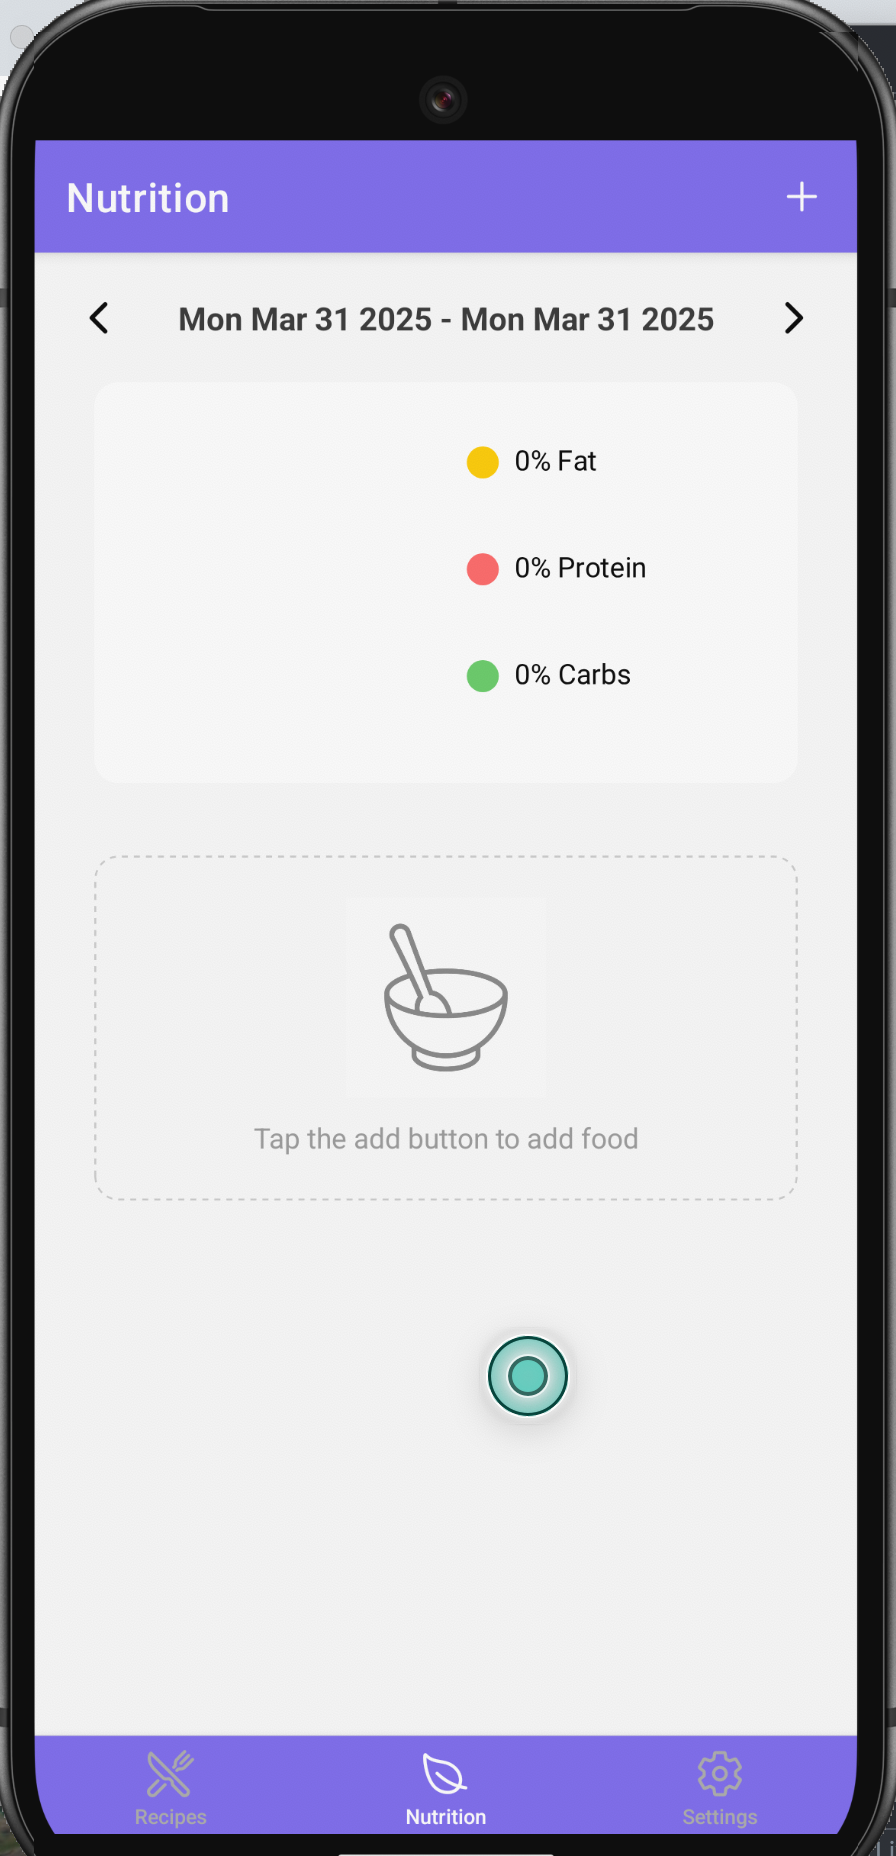 Nutrition
Mon Mar 31 2025 - Mon Mar 31 2025
0% Fat
0% Protein
0% Carbs
Tap the add button to add food
Recipes
Nutrition
Settings